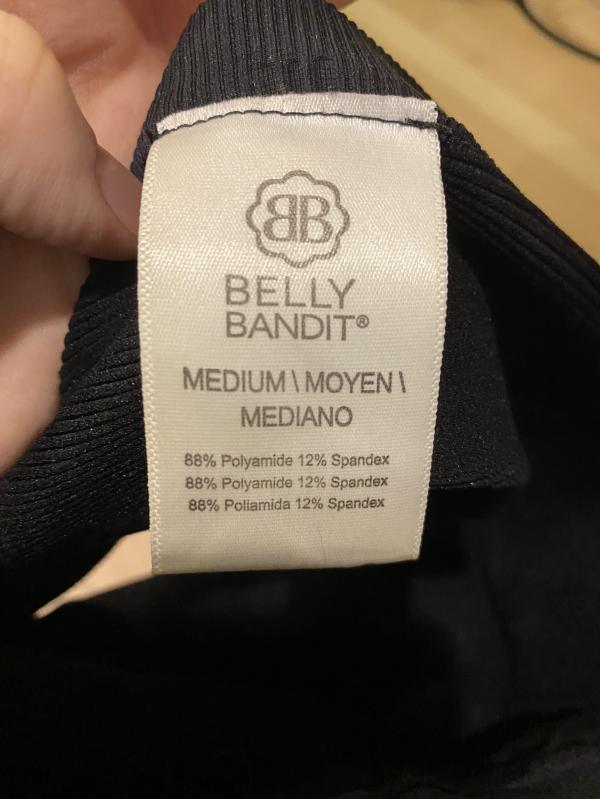 BB
BELLY
BANDIT®
MEDIUM \ MOYEN \
MEDIANO
88% Polyamide 12% Spandex
88% Polyamide 12% Spandex
88% Poliamida 12% Spandex